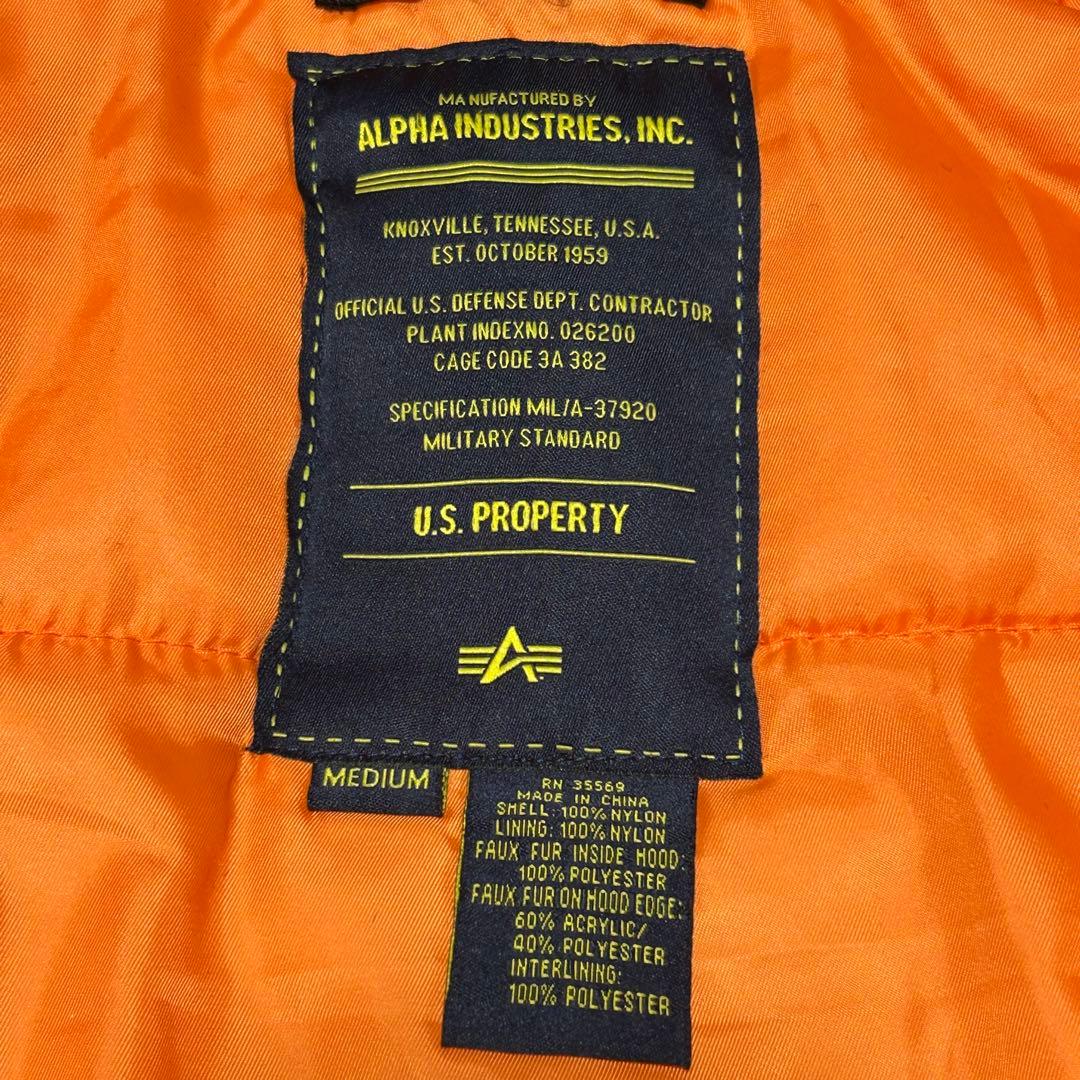 MANUFACTURED BY
ALPHA INDUSTRIES, INC.
KNOXVILLE, TENNESSEE, U.S.A.
EST. OCTOBER 1959
OFFICIAL U.S. DEFENSE DEPT. CONTRACTOR
PLANT INDEXNO. 026200
CAGE CODE 3A 382
SPECIFICATION MIL/A-37920
MILITARY STANDARD
U.S. PROPERTY
A
MEDIUM
RN 35569
MADE IN CHINA
SHELL: 100% NYLON
LINING: 100% NYLON
FAUX FUR INSIDE HOOD:
100% POLYESTER
FAUX FUR ON HOOD EDGE:
60% ACRYLIC/
40% POLYESTER
INTERLINING:
100% POLYESTER